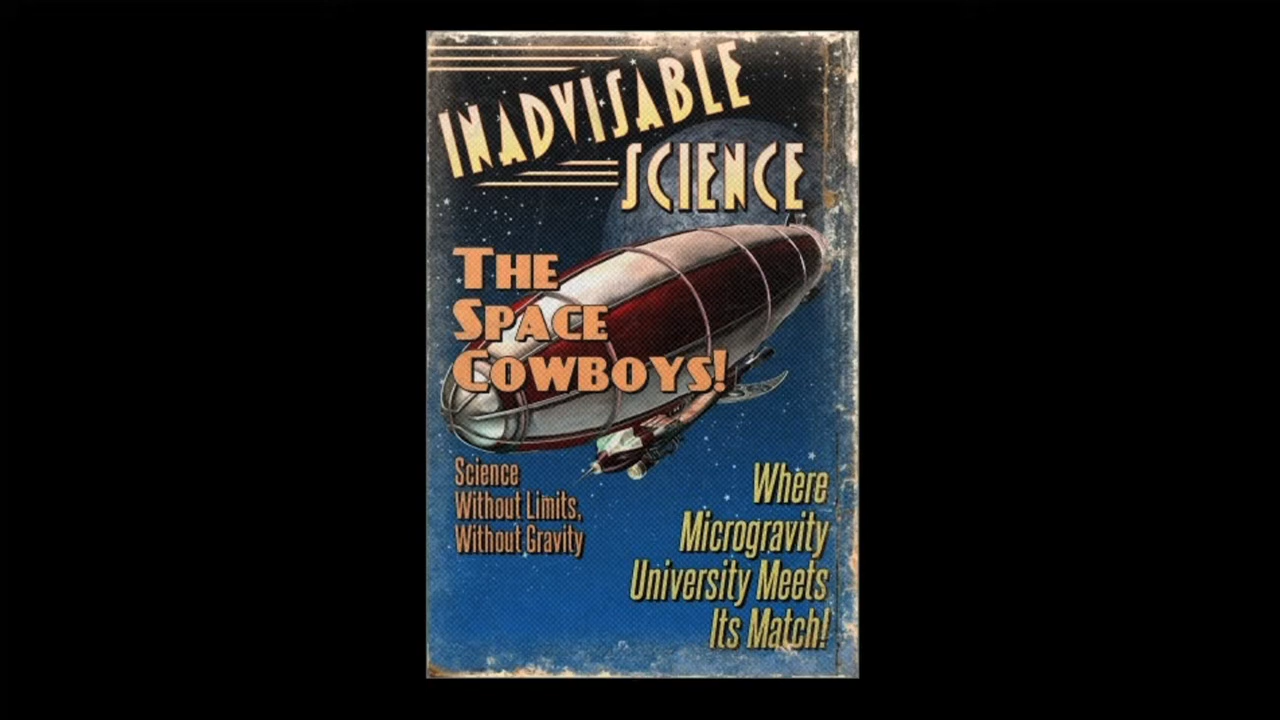 INADVISABLE
SCIENCE
THE
SPACE
COWBOYS!
Science
Without Limits,
Without Gravity
Where
Microgravity
University Meets
Its Match!